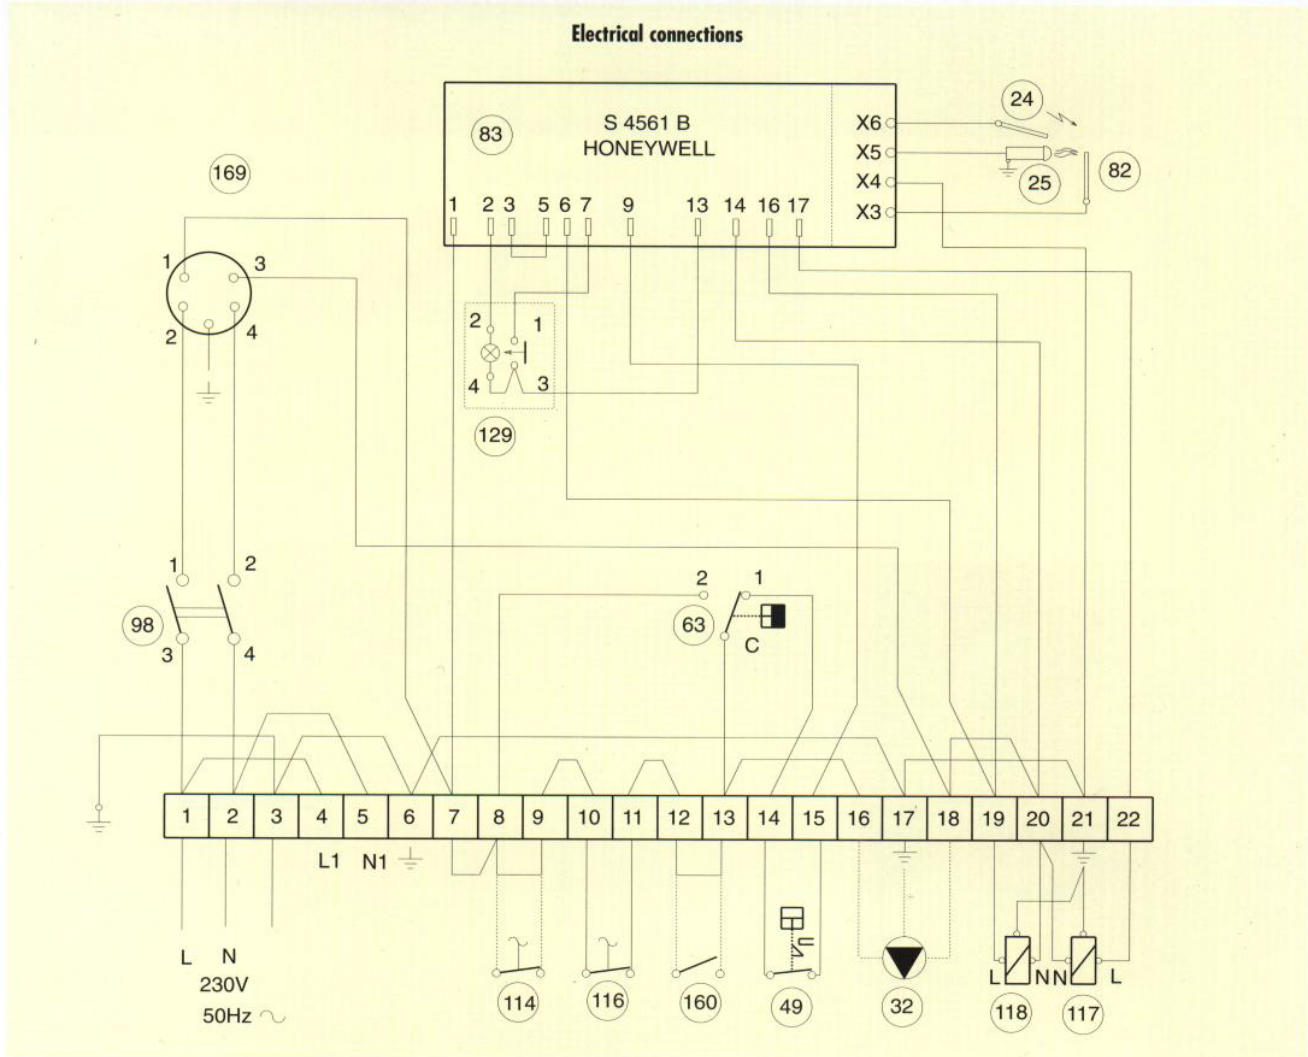 Electrical connections
83
S 4561 B
HONEYWELL
X6
X5
X4
X3
24
25
82
1 2 3 5 6 7 9 13 14 16 17
169
1 3
2 4
2 1
4 3
129
1 2
98
3 4
2 1
63
C
1 2 3 4 5 6 7 8 9 10 11 12 13 14 15 16 17 18 19 20 21 22
L1 N1
L N
230V
50Hz
L N N L
114 116 160 49 32 118 117